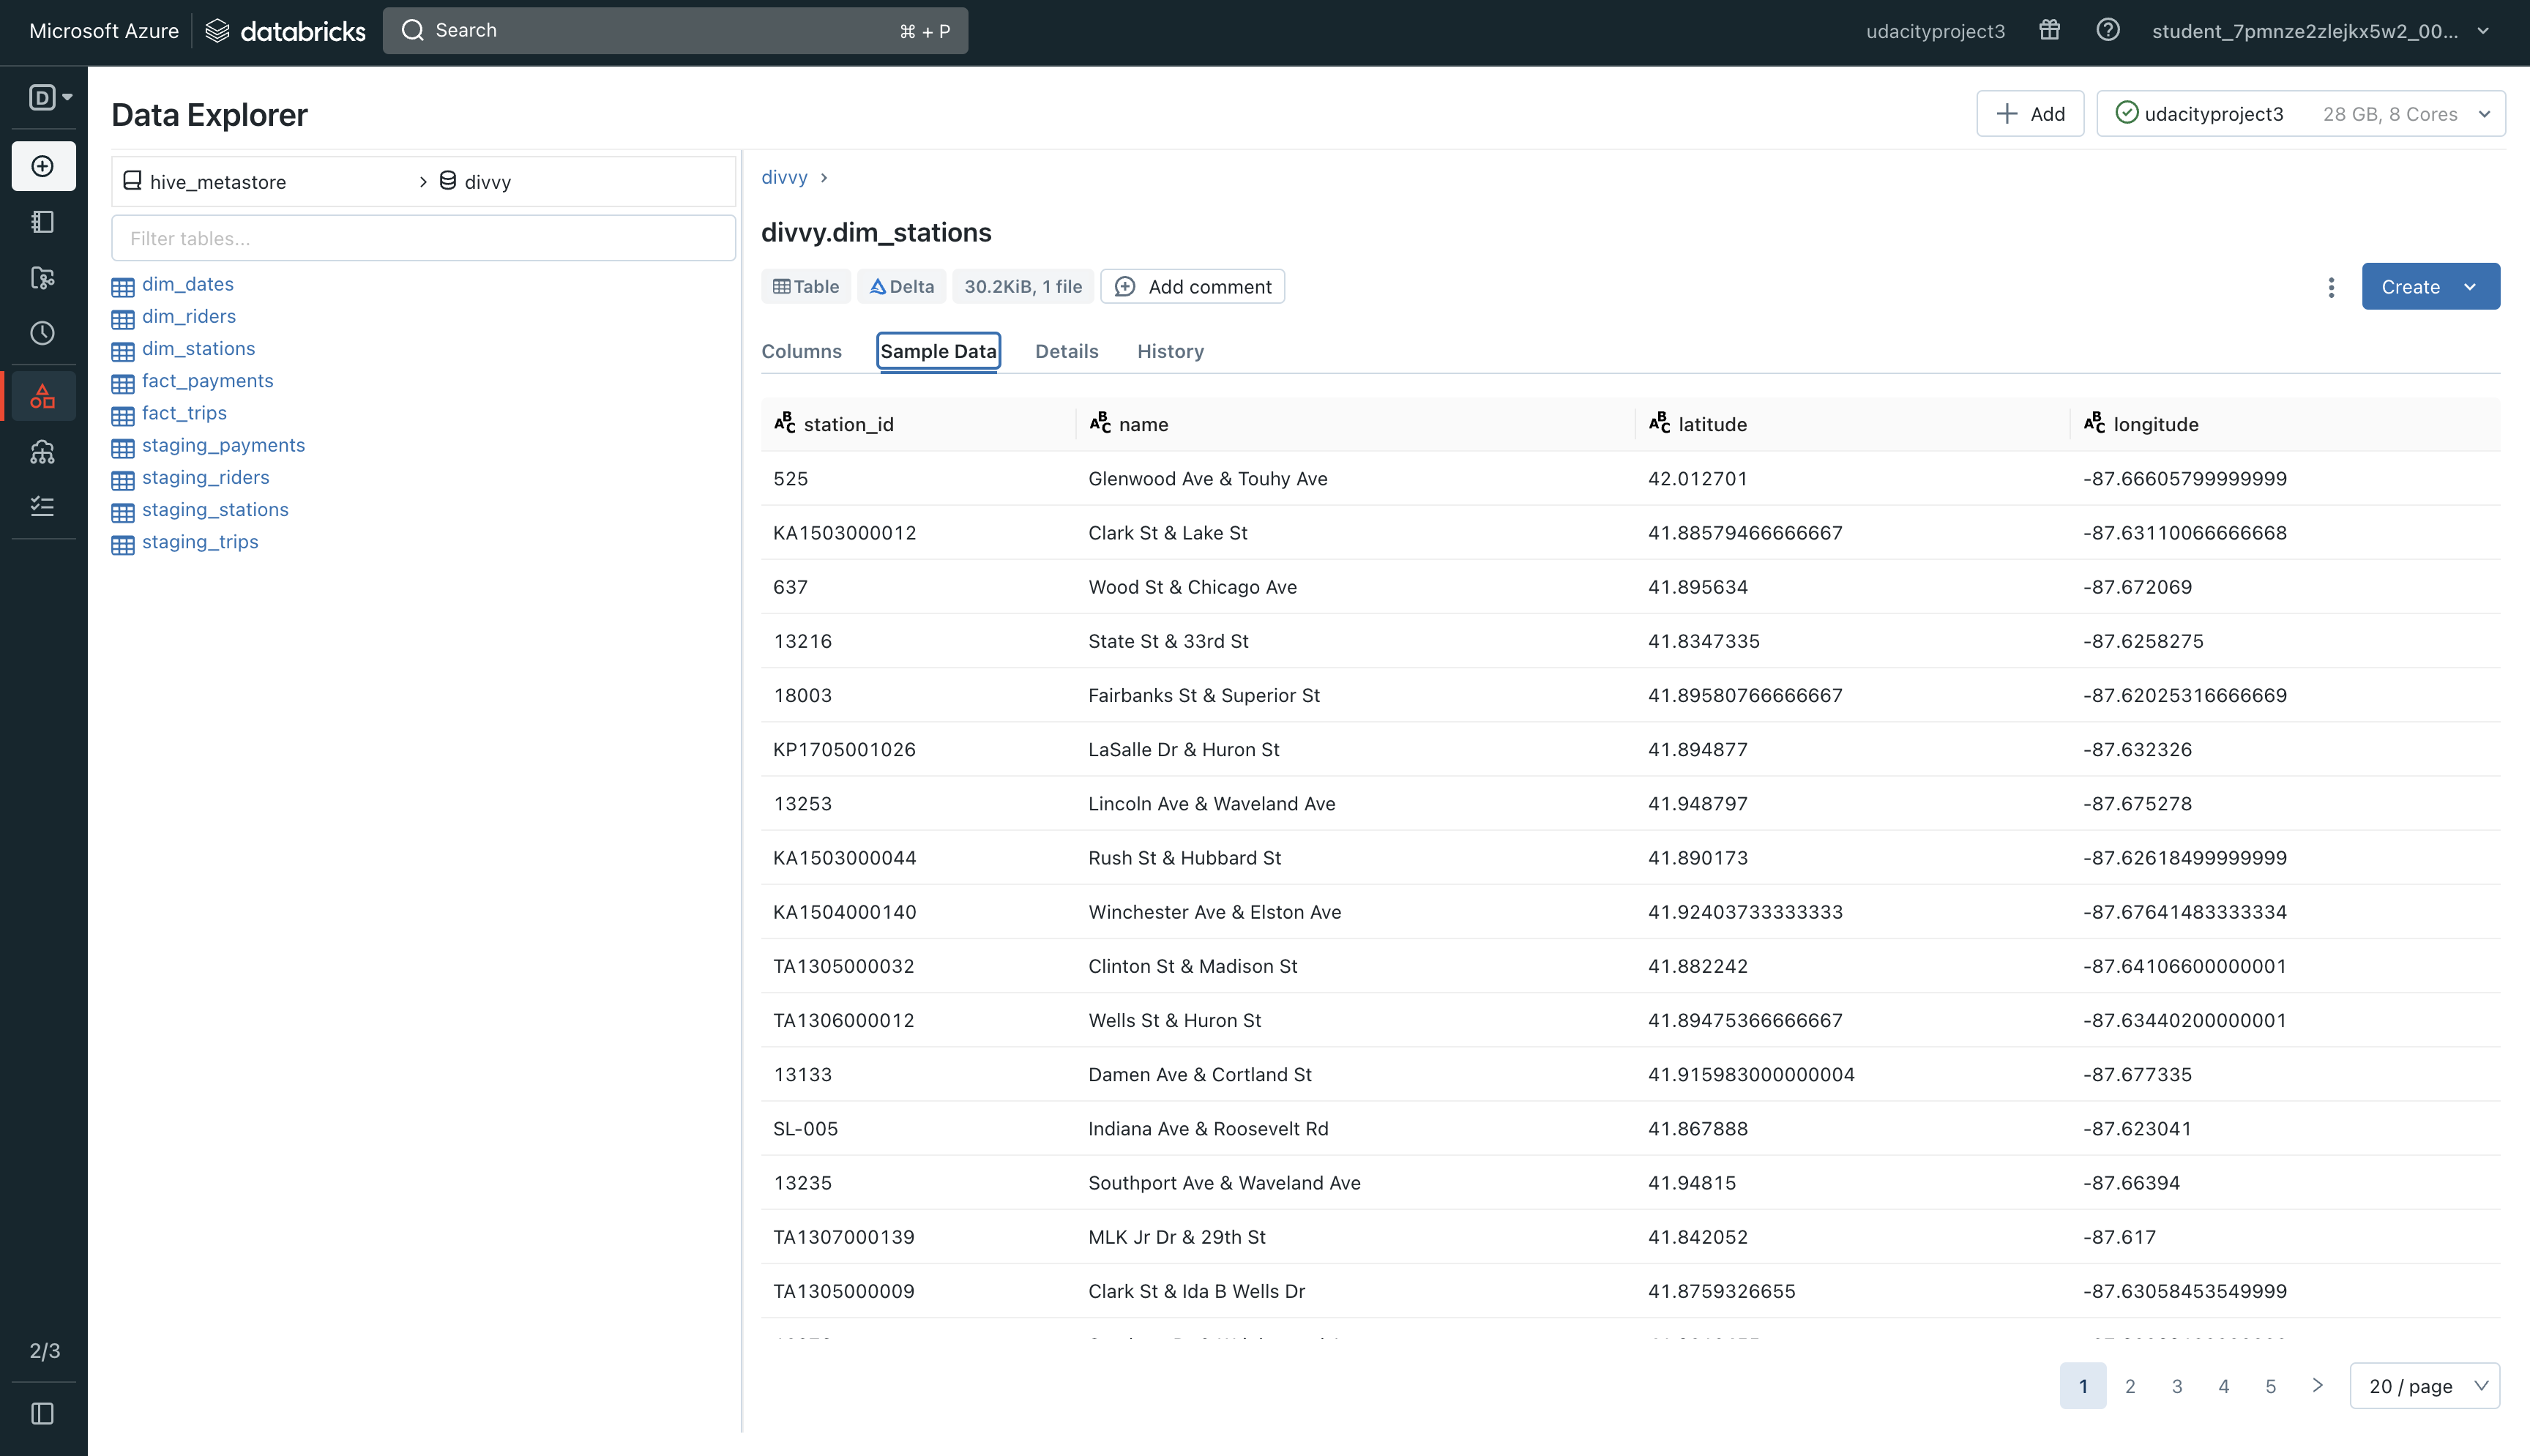 Microsoft Azure databricks Search ⌘ + P udacityproject3 student_7pmnze2zlejkx5w2_00...
D
Data Explorer
Add
udacityproject3 28 GB, 8 Cores
hive_metastore > divvy
Filter tables...
dim_dates
dim_riders
dim_stations
fact_payments
fact_trips
staging_payments
staging_riders
staging_stations
staging_trips
2/3
divvy >
divvy.dim_stations
Table Delta 30.2KiB, 1 file Add comment
Create
Columns Sample Data Details History
ABC station_id ABC name ABC latitude ABC longitude
525 Glenwood Ave & Touhy Ave 42.012701 -87.66605799999999
KA1503000012 Clark St & Lake St 41.88579466666667 -87.63110066666668
637 Wood St & Chicago Ave 41.895634 -87.672069
13216 State St & 33rd St 41.8347335 -87.6258275
18003 Fairbanks St & Superior St 41.89580766666667 -87.62025316666669
KP1705001026 LaSalle Dr & Huron St 41.894877 -87.632326
13253 Lincoln Ave & Waveland Ave 41.948797 -87.675278
KA1503000044 Rush St & Hubbard St 41.890173 -87.62618499999999
KA1504000140 Winchester Ave & Elston Ave 41.92403733333333 -87.67641483333334
TA1305000032 Clinton St & Madison St 41.882242 -87.64106600000001
TA1306000012 Wells St & Huron St 41.89475366666667 -87.63440200000001
13133 Damen Ave & Cortland St 41.915983000000004 -87.677335
SL-005 Indiana Ave & Roosevelt Rd 41.867888 -87.623041
13235 Southport Ave & Waveland Ave 41.94815 -87.66394
TA1307000139 MLK Jr Dr & 29th St 41.842052 -87.617
TA1305000009 Clark St & Ida B Wells Dr 41.8759326655 -87.63058453549999
1 2 3 4 5 > 20 / page